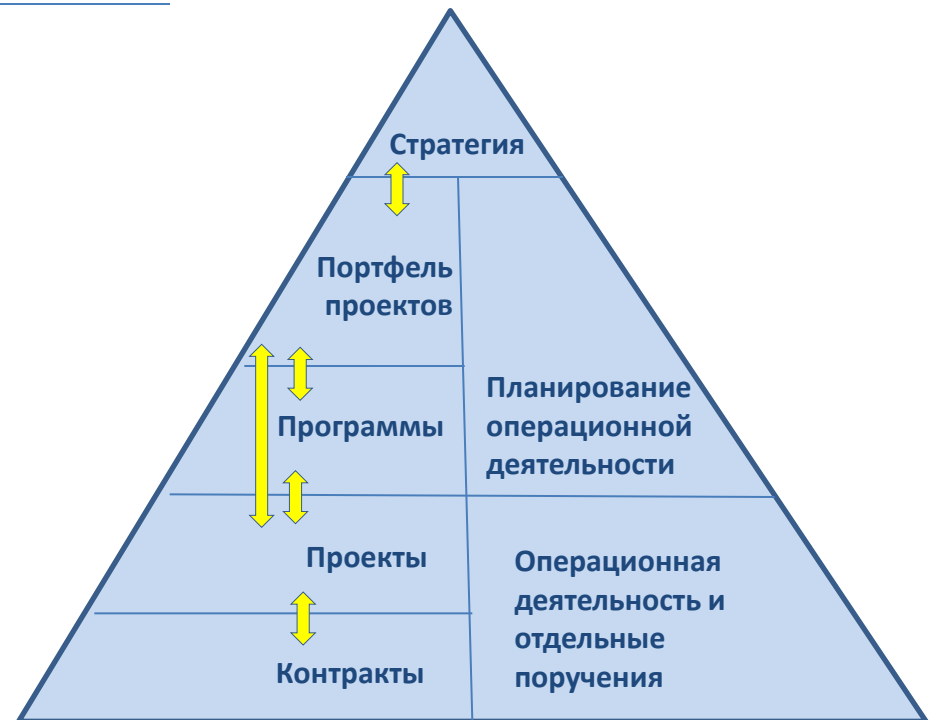 Стратегия
Портфель
проектов
Программы
Проекты
Контракты
Планирование
операционной
деятельности
Операционная
деятельность и
отдельные
поручения